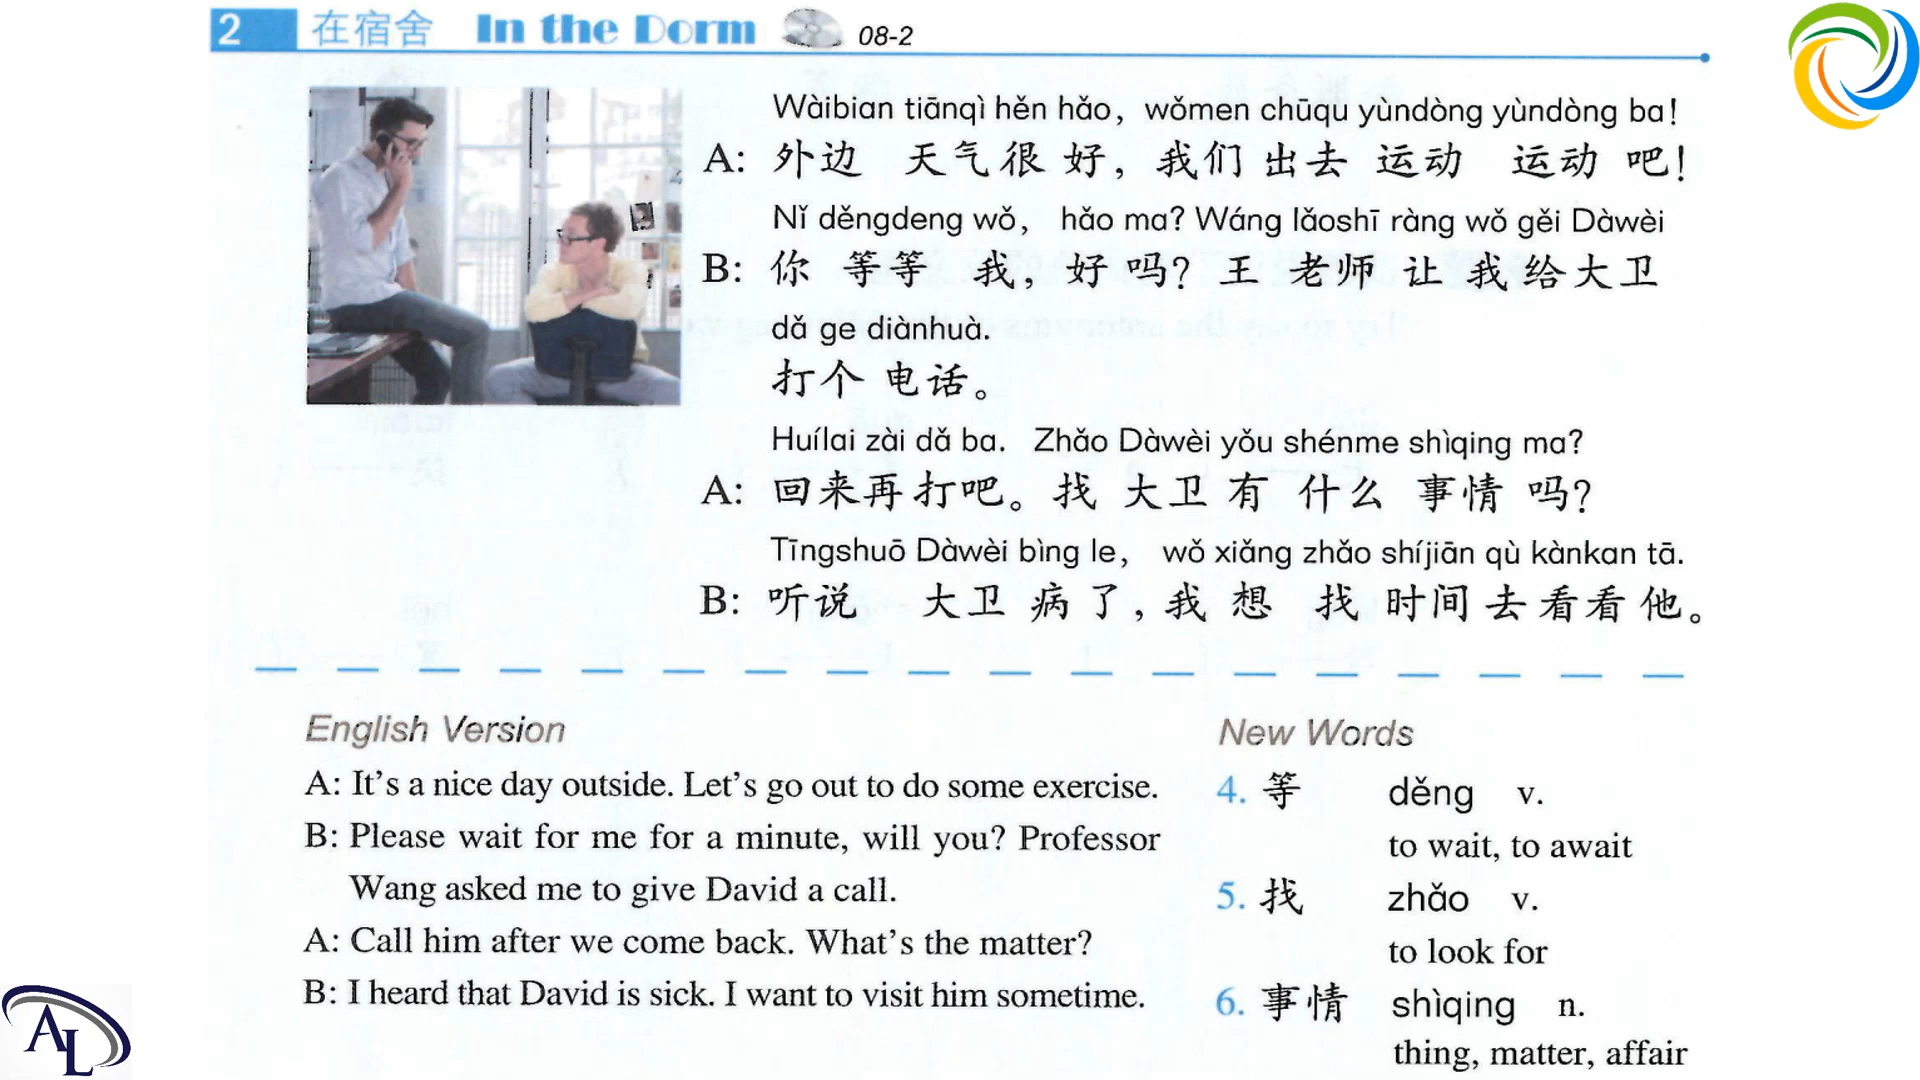 2 在宿舍 In the Dorm 08-2
Wàibian tiānqì hěn hǎo, wǒmen chūqu yùndòng yùndòng ba!
A: 外边 天气很好, 我们出去运动 运动吧!
Nǐ děngdeng wǒ, hǎo ma? Wáng lǎoshī ràng wǒ gěi Dàwèi
B: 你 等等 我, 好吗? 王 老师 让 我给大卫
dǎ ge diànhuà.
打个 电话。
Huílai zài dǎ ba. Zhǎo Dàwèi yǒu shénme shìqing ma?
A: 回来再打吧。找 大卫 有 什么 事情 吗?
Tīngshuō Dàwèi bìng le, wǒ xiǎng zhǎo shíjiān qù kànkan tā.
B: 听说 大卫 病了, 我 想 找 时间去看看他。
English Version
A: It's a nice day outside. Let's go out to do some exercise.
B: Please wait for me for a minute, will you? Professor
Wang asked me to give David a call.
A: Call him after we come back. What's the matter?
B: I heard that David is sick. I want to visit him sometime.
New Words
4. 等 děng v.
to wait, to await
5. 找 zhǎo v.
to look for
6. 事情 shìqing n.
thing, matter, affair
AL